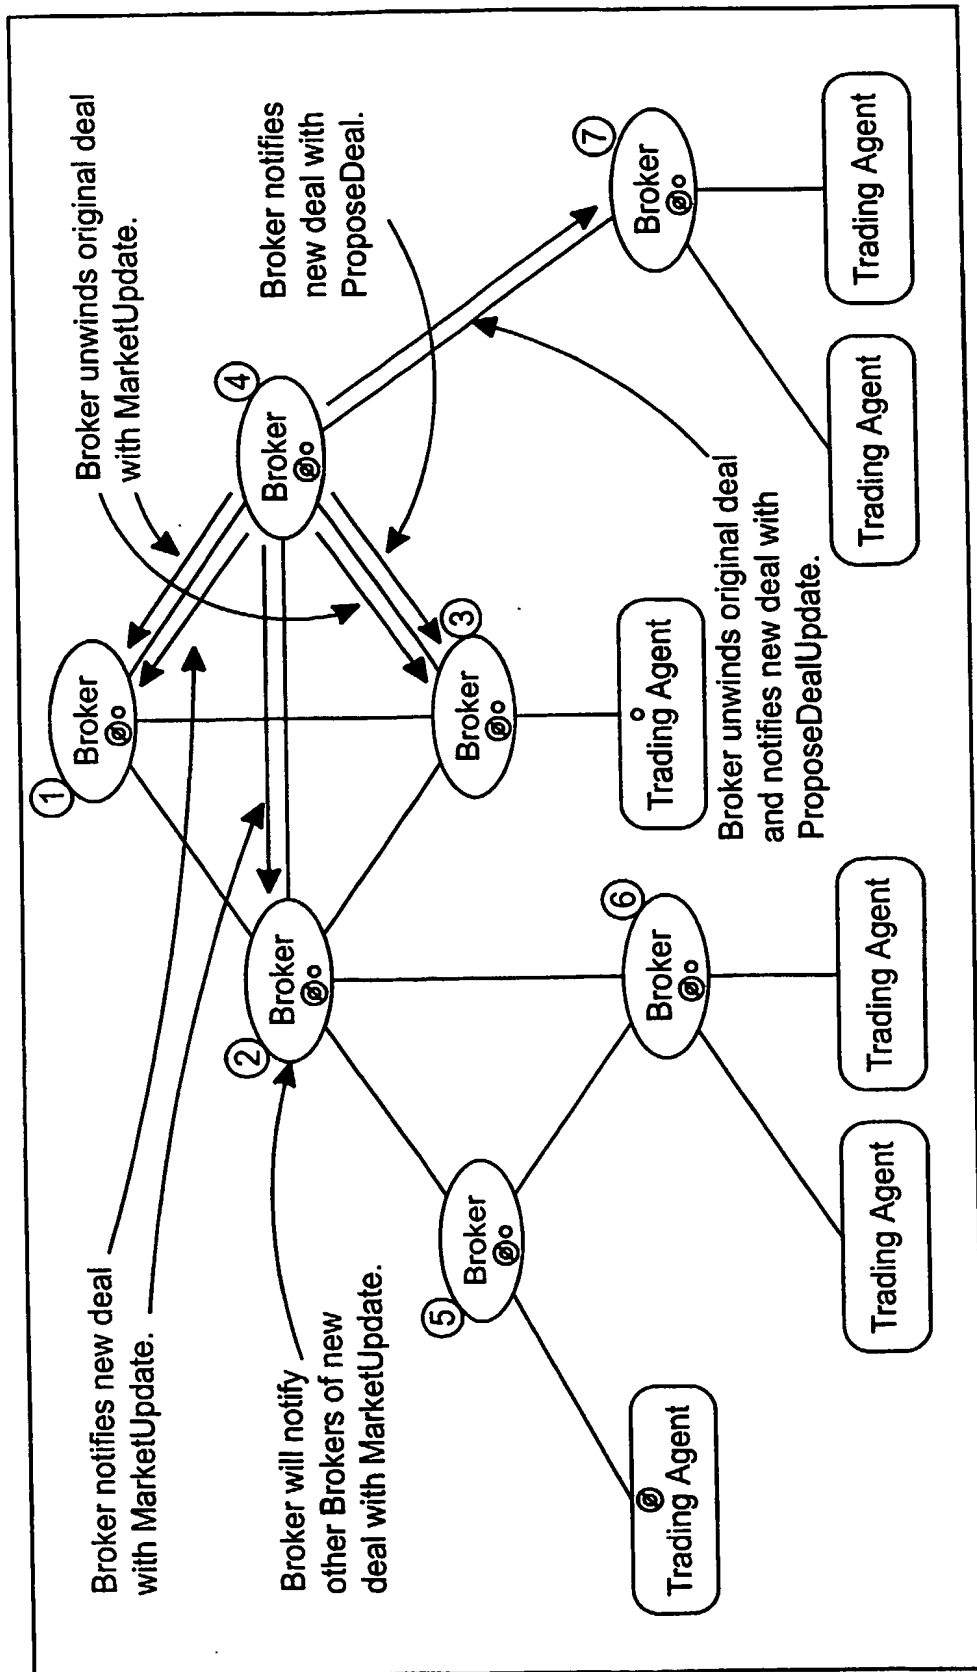 Broker unwinds original deal
with MarketUpdate.
Broker notifies
new deal with
ProposeDeal.
Broker notifies new deal
with MarketUpdate.
Broker will notify
other Brokers of new
deal with MarketUpdate.
Broker unwinds original deal
and notifies new deal with
ProposeDealUpdate.
1
Broker
2
Broker
3
Broker
4
Broker
5
Broker
6
Broker
7
Broker
Trading Agent
Trading Agent
Trading Agent
Trading Agent
Trading Agent
Trading Agent